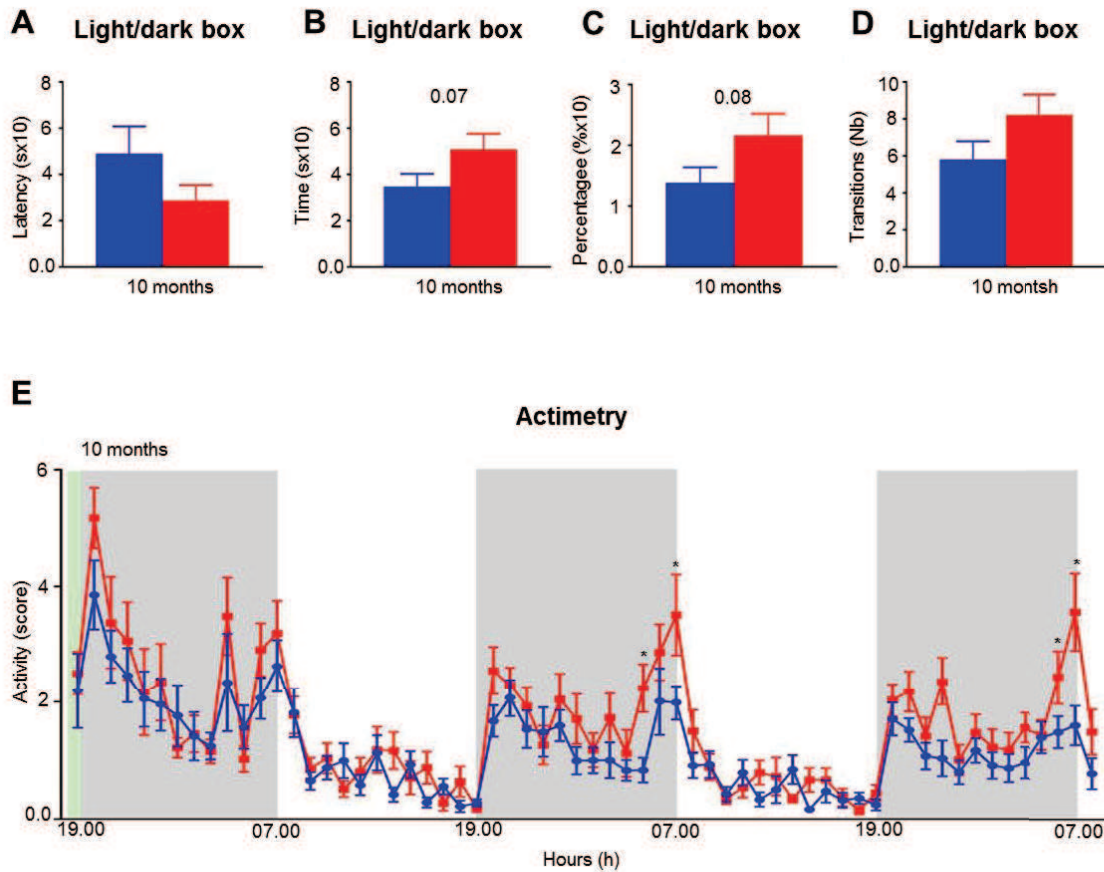 A Light/dark box
8
6
4
2
0.0
Latency (sx10)
10 months
B Light/dark box
8
6
4
2
0.0
Time (sx10)
0.07
10 months
C Light/dark box
3
2
1
0.0
Percentagee (%x10)
0.08
10 months
D Light/dark box
10
8
6
4
2
0.0
Transitions (Nb)
10 montsh
E
Actimetry
10 months
6
4
2
0.0
Activity (score)
* * * *
19.00 07.00 19.00 07.00 19.00 07.00
Hours (h)